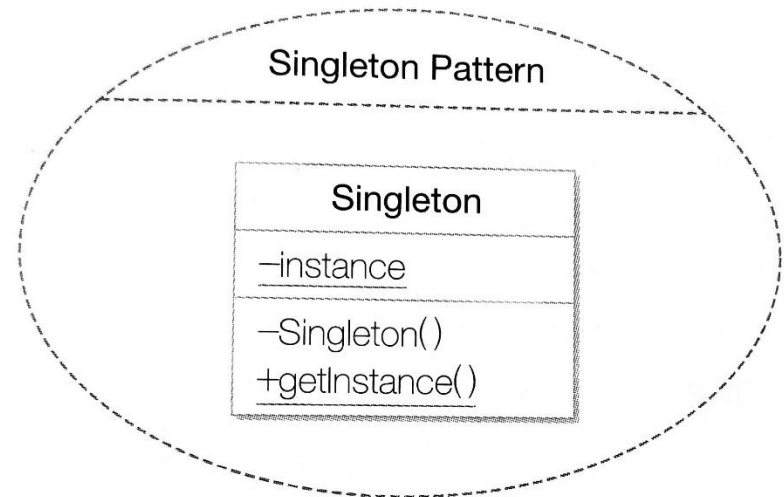 Singleton Pattern
Singleton
–instance
–Singleton()
+getInstance()